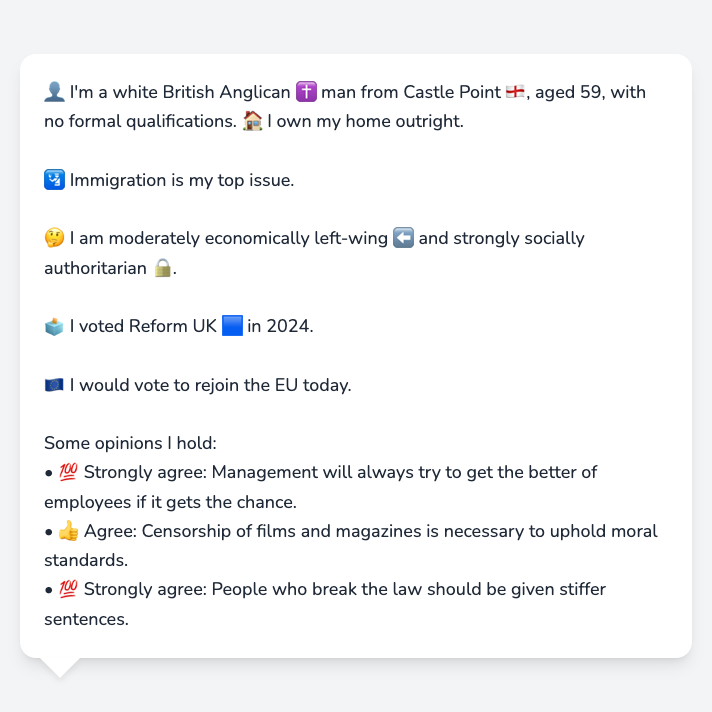 👤 I'm a white British Anglican ✝️ man from Castle Point 🏴󠁧󠁢󠁥󠁮󠁧󠁿, aged 59, with
no formal qualifications. 🏠 I own my home outright.
🛂 Immigration is my top issue.
🤔 I am moderately economically left-wing ⬅️ and strongly socially
authoritarian 🔒.
🗳️ I voted Reform UK 🟦 in 2024.
🇪🇺 I would vote to rejoin the EU today.
Some opinions I hold:
• 💯 Strongly agree: Management will always try to get the better of
employees if it gets the chance.
• 👍 Agree: Censorship of films and magazines is necessary to uphold moral
standards.
• 💯 Strongly agree: People who break the law should be given stiffer
sentences.